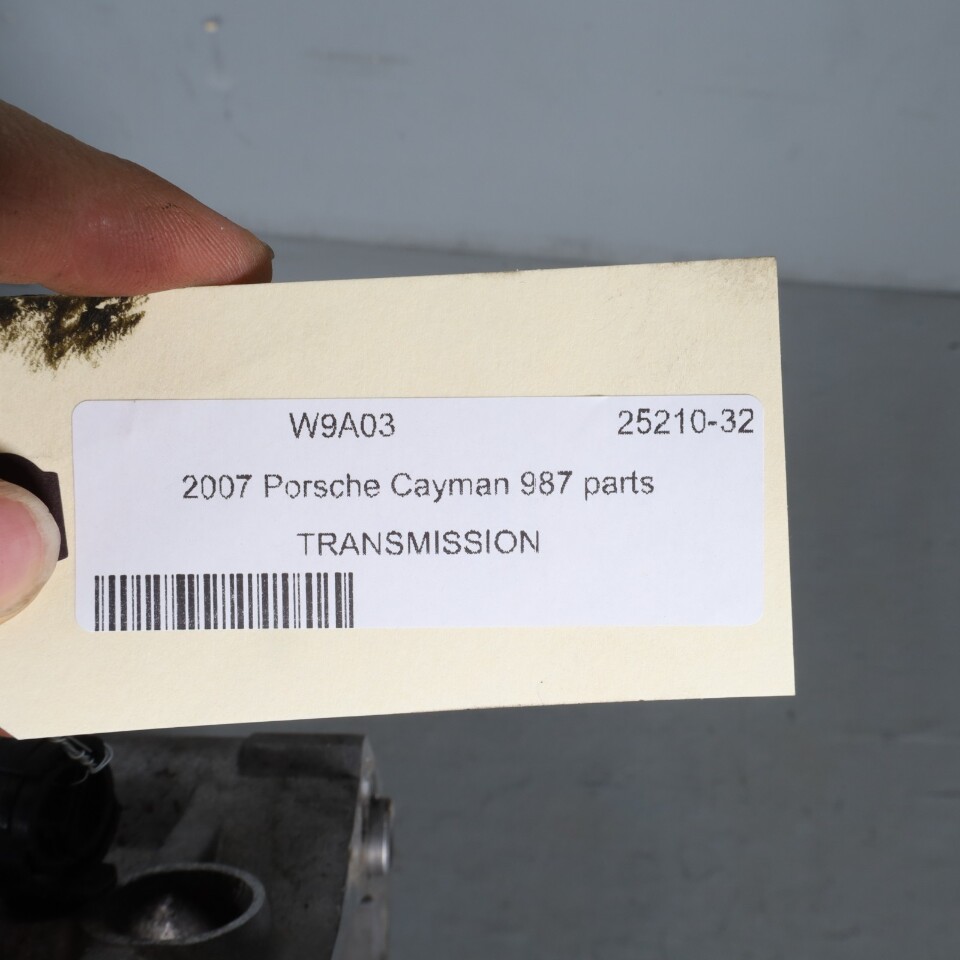 W9A03 25210-32
2007 Porsche Cayman 987 parts
TRANSMISSION